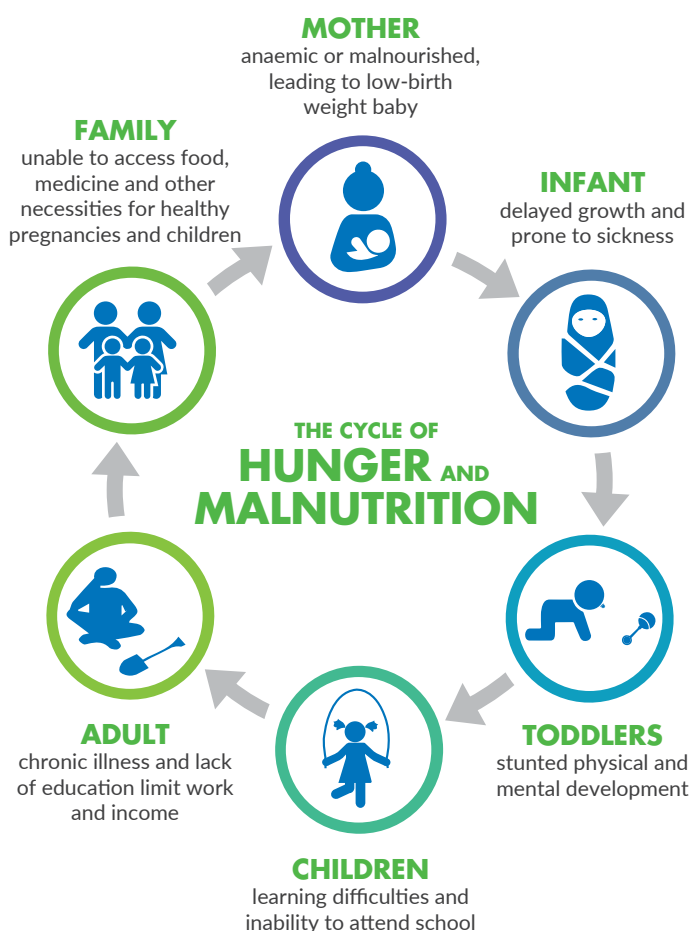 MOTHER
anaemic or malnourished,
leading to low-birth
weight baby
FAMILY
unable to access food,
medicine and other
necessities for healthy
pregnancies and children
INFANT
delayed growth and
prone to sickness
THE CYCLE OF
HUNGER AND
MALNUTRITION
ADULT
chronic illness and lack
of education limit work
and income
TODDLERS
stunted physical and
mental development
CHILDREN
learning difficulties and
inability to attend school